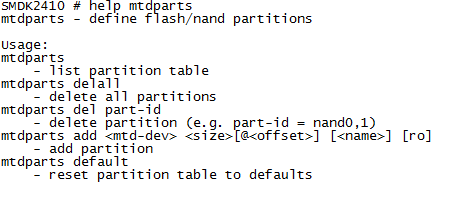 SMDK2410 # help mtdparts
mtdparts - define flash/nand partitions

Usage:
mtdparts
    - list partition table
mtdparts delall
    - delete all partitions
mtdparts del part-id
    - delete partition (e.g. part-id = nand0,1)
mtdparts add <mtd-dev> <size>[@<offset>] [<name>] [ro]
    - add partition
mtdparts default
    - reset partition table to defaults